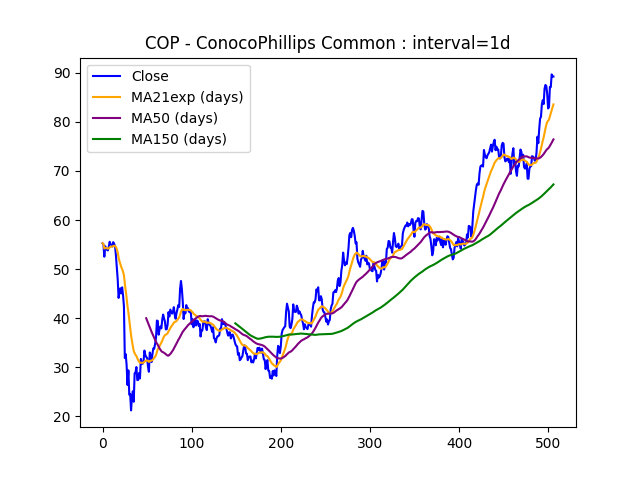 COP - ConocoPhillips Common : interval=1d
Close
MA21exp (days)
MA50 (days)
MA150 (days)
90
80
70
60
50
40
30
20
0 100 200 300 400 500